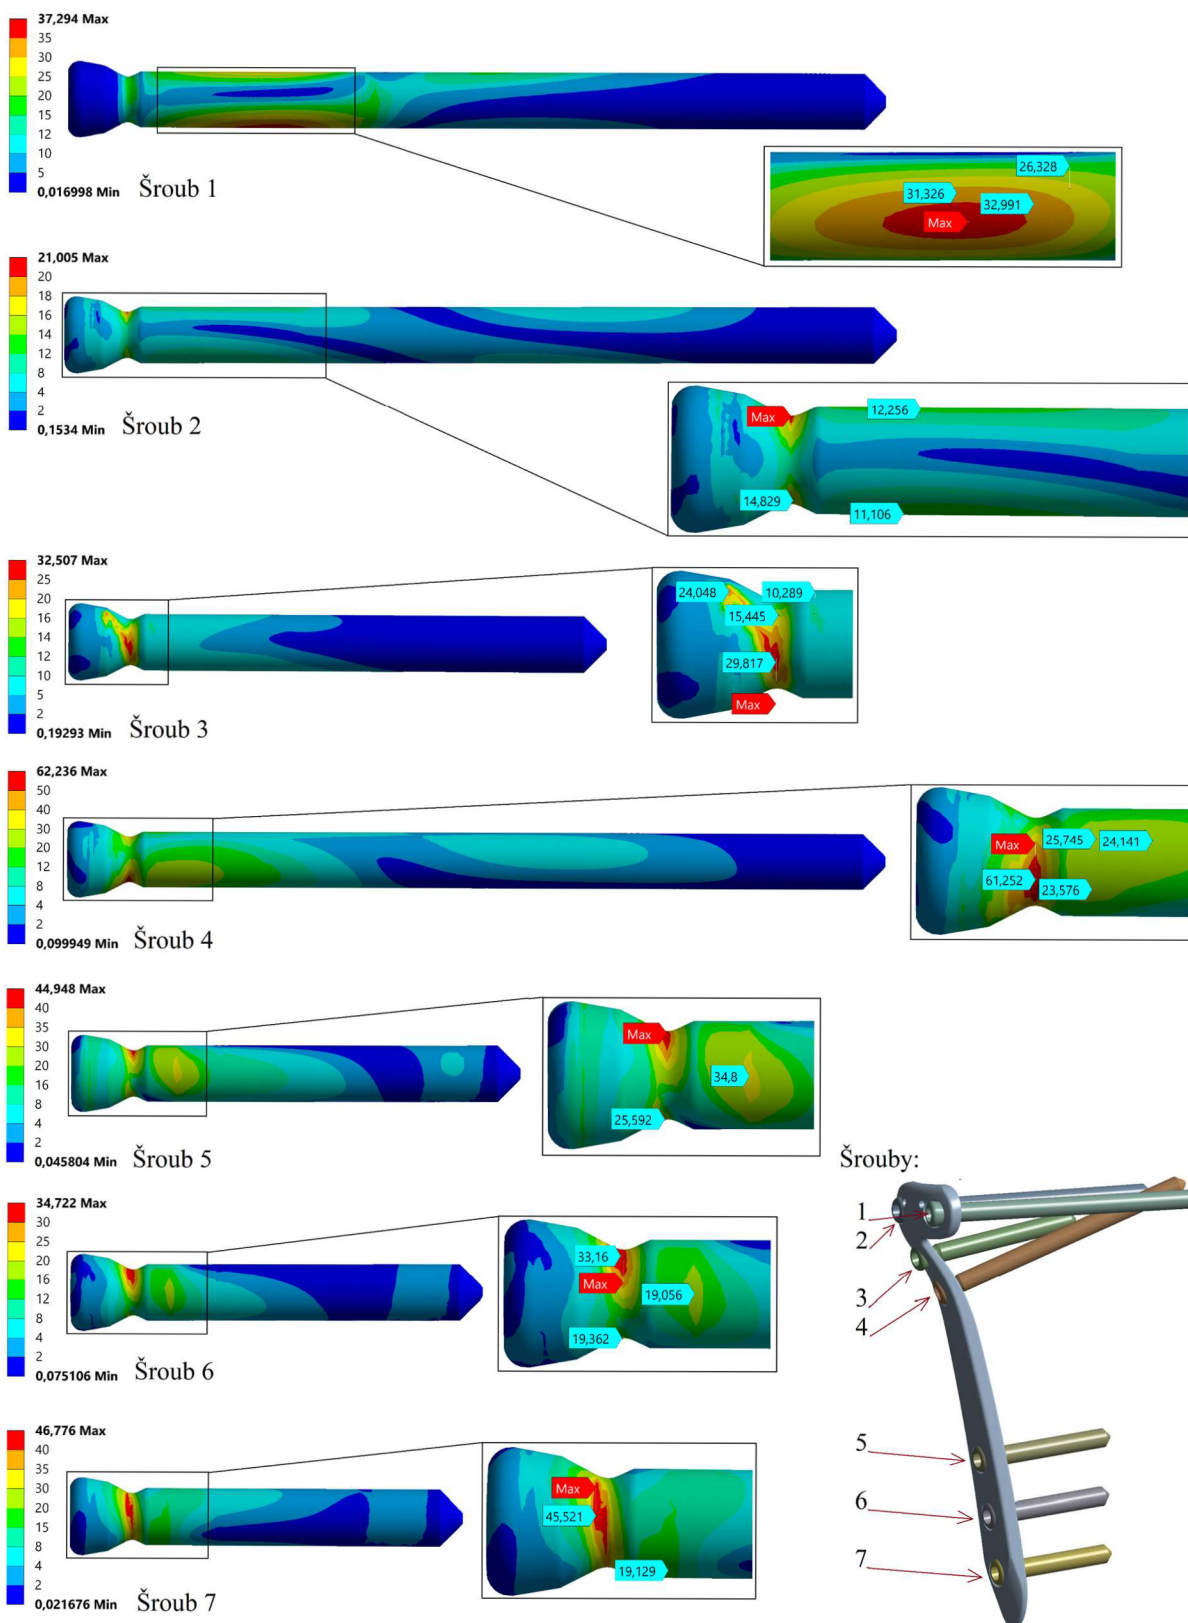 37,294 Max
35
30
25
20
15
12
10
5
0,016998 Min
Šroub 1
26,328
31,326
32,991
Max
21,005 Max
20
18
16
14
12
8
4
2
0,1534 Min
Šroub 2
Max
12,256
14,829
11,106
32,507 Max
25
20
16
14
12
10
5
2
0,19293 Min
Šroub 3
24,048
10,289
15,445
29,817
Max
62,236 Max
50
40
30
20
12
8
4
2
0,099949 Min
Šroub 4
Max
25,745
24,141
61,252
23,576
44,948 Max
40
35
30
20
16
8
4
2
0,045804 Min
Šroub 5
Max
34,8
25,592
34,722 Max
30
25
20
16
12
8
4
2
0,075106 Min
Šroub 6
33,16
Max
19,056
19,362
46,776 Max
40
35
30
20
15
8
4
2
0,021676 Min
Šroub 7
Max
45,521
19,129
Šrouby:
1
2
3
4
5
6
7